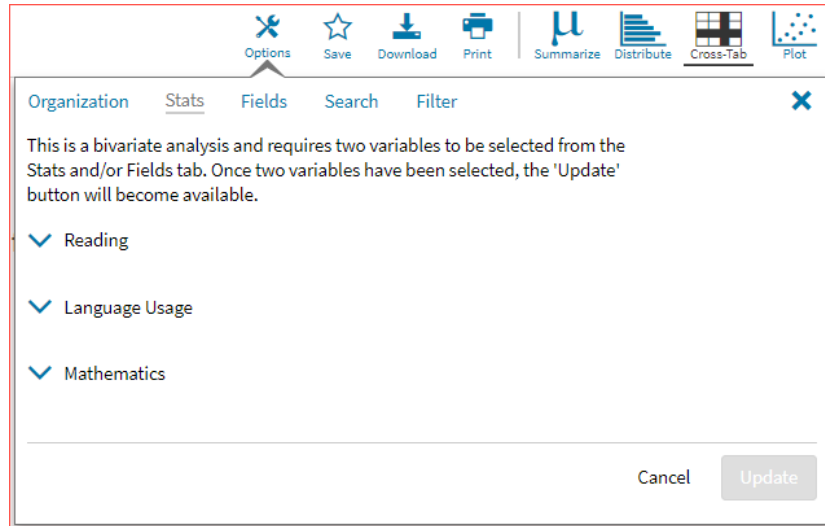 Options Save Download Print Summarize Distribute Cross-Tab Plot
Organization Stats Fields Search Filter
This is a bivariate analysis and requires two variables to be selected from the
Stats and/or Fields tab. Once two variables have been selected, the 'Update'
button will become available.
Reading
Language Usage
Mathematics
Cancel Update